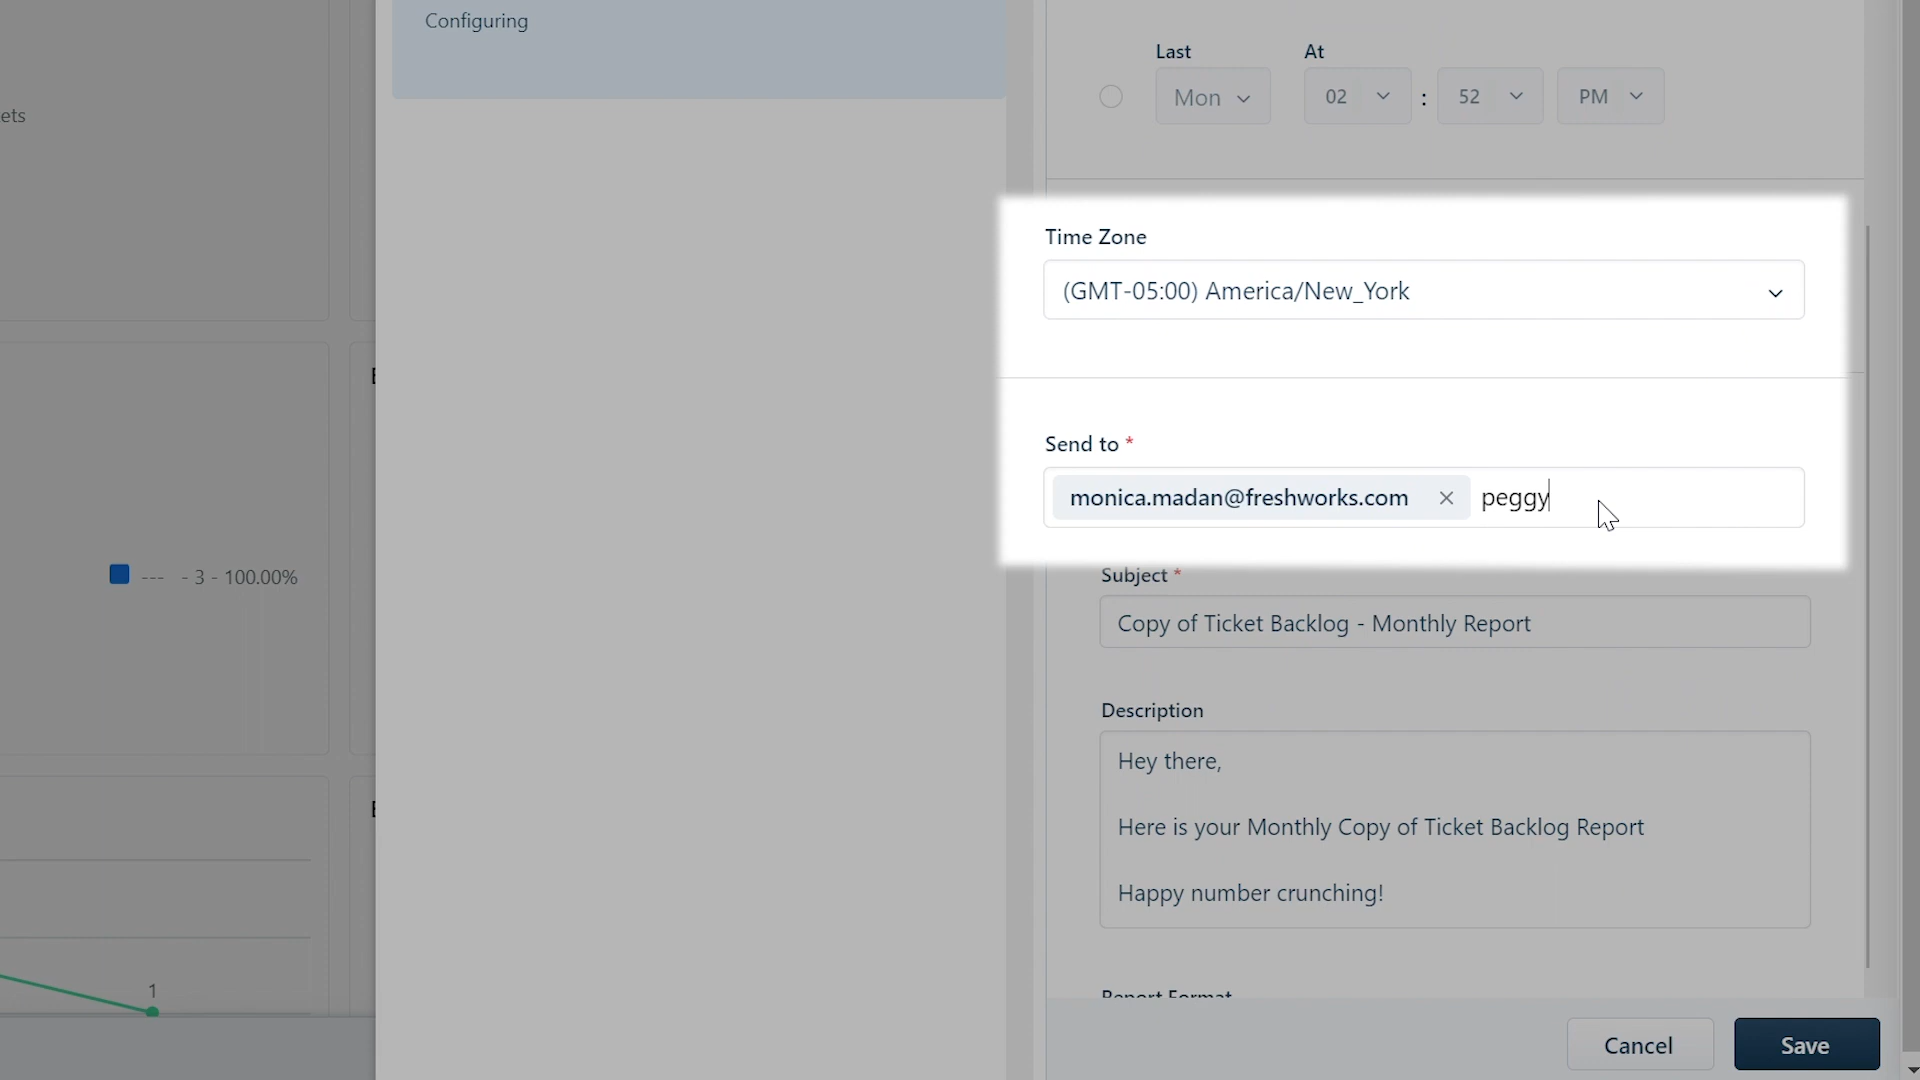 Configuring
ets
Last
At
Mon
02 : 52 PM
Time Zone
(GMT-05:00) America/New_York
Send to *
monica.madan@freshworks.com × peggy
--- - 3 - 100.00%
Subject *
Copy of Ticket Backlog - Monthly Report
Description
Hey there,
Here is your Monthly Copy of Ticket Backlog Report
Happy number crunching!
1
Report Format
Cancel
Save